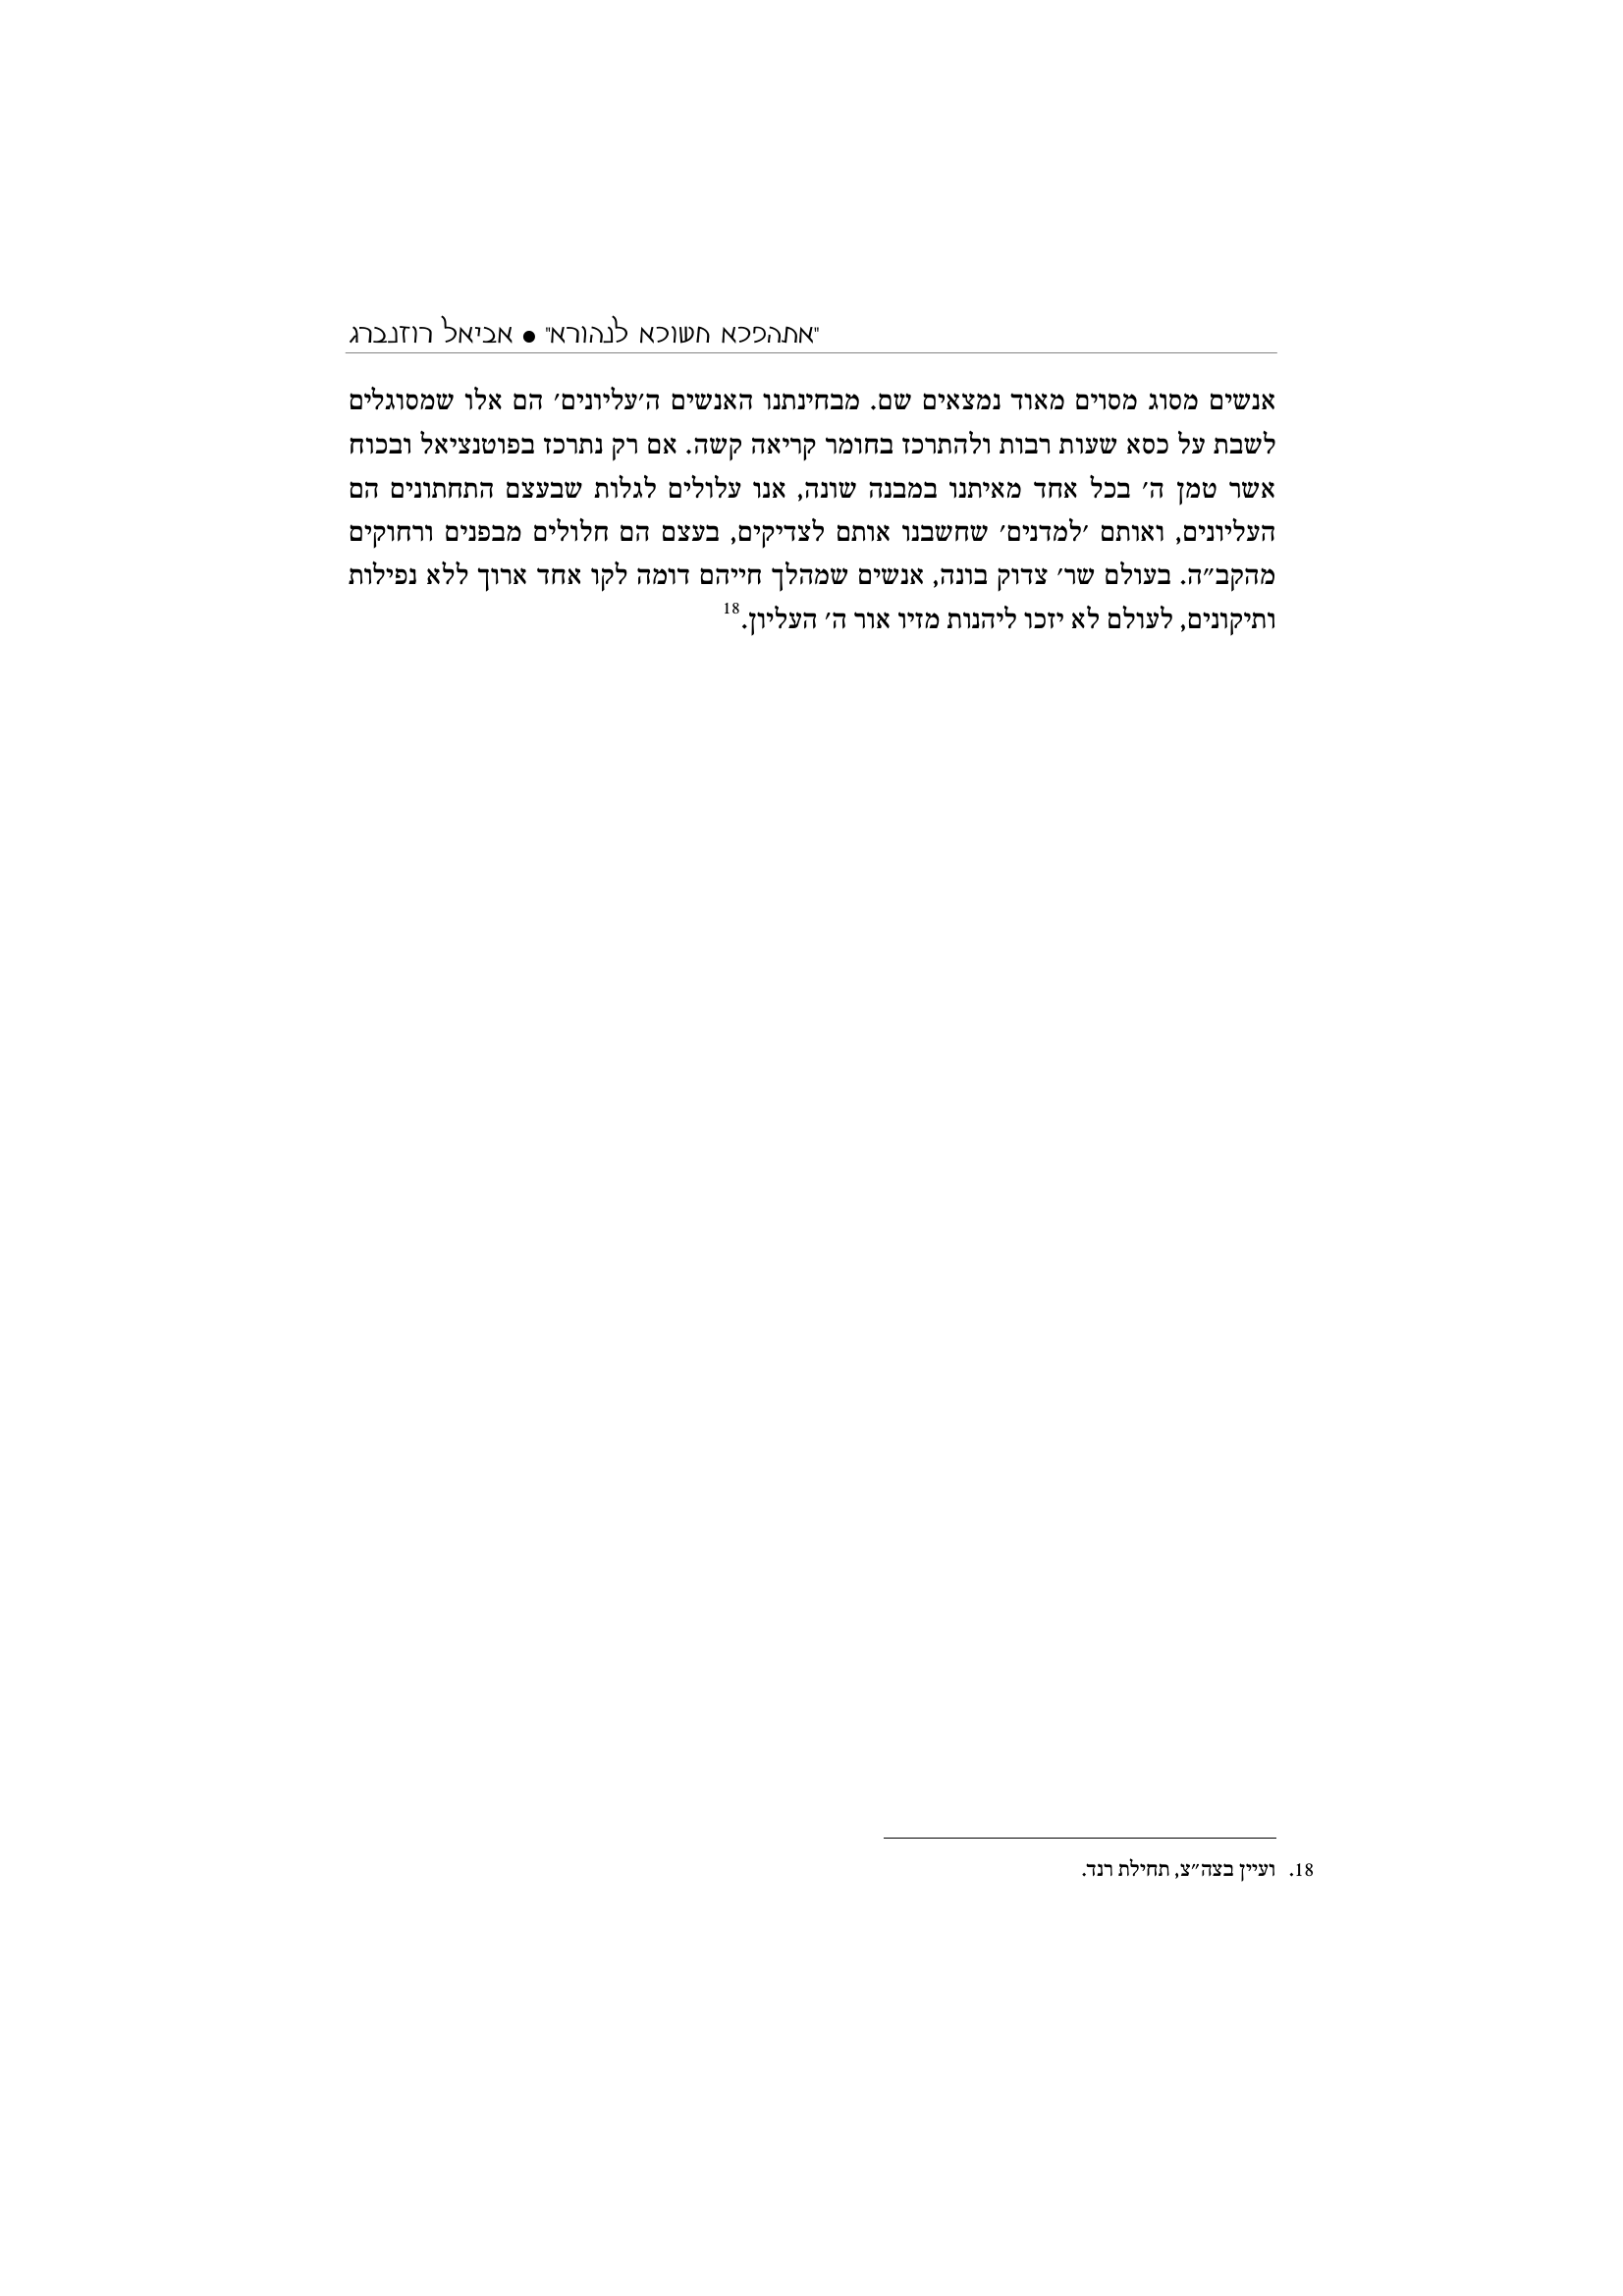 "אתהפכא חשוכא לנהורא" ● אביאל רוזנברג
אנשים מסוג מסוים מאוד נמצאים שם. מבחינתנו האנשים ה׳עליונים׳ הם אלו שמסוגלים
לשבת על כסא שעות רבות ולהתרכז בחומר קריאה קשה. אם רק נתרכז בפוטנציאל ובכוח
אשר טמן ה׳ בכל אחד מאיתנו במבנה שונה, אנו עלולים לגלות שבעצם התחתונים הם
העליונים, ואותם ׳למדנים׳ שחשבנו אותם לצדיקים, בעצם הם חלולים מבפנים ורחוקים
מהקב״ה. בעולם שר׳ צדוק בונה, אנשים שמהלך חייהם דומה לקו אחד ארוך ללא נפילות
ותיקונים, לעולם לא יזכו ליהנות מזיו אור ה׳ העליון.18
18. ועיין בצה״צ, תחילת רנד.